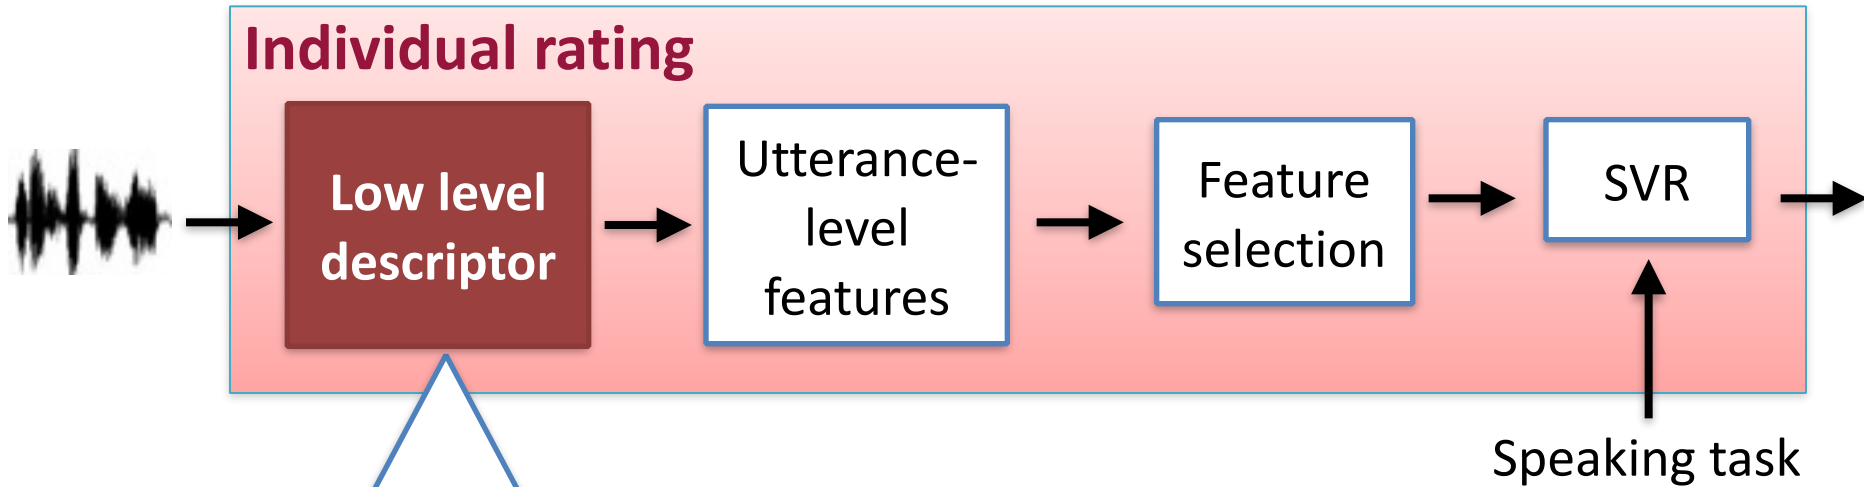 Individual rating
Low level
descriptor
Utterance-
level
features
Feature
selection
SVR
Speaking task